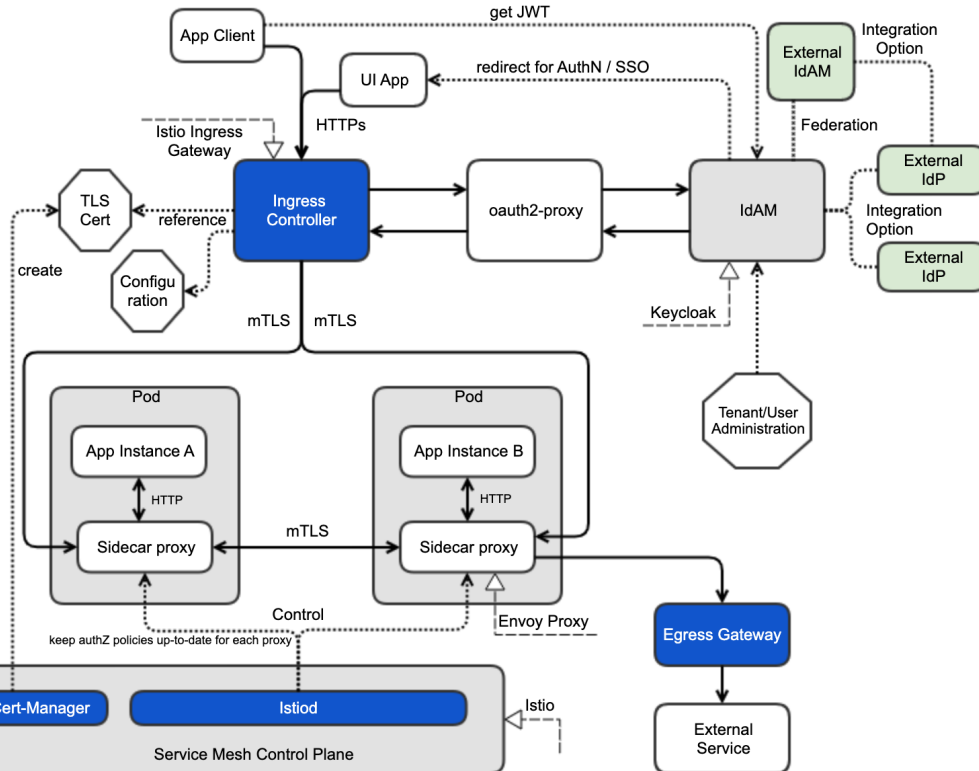 get JWT
App Client
External
IdAM
Integration
Option
UI App
redirect for AuthN / SSO
HTTPs
Federation
Istio Ingress
Gateway
External
IdP
TLS
Cert
reference
Ingress
Controller
oauth2-proxy
IdAM
Integration
Option
External
IdP
create
Configu
ration
mTLS
mTLS
Keycloak
Pod
Pod
Tenant/User
Administration
App Instance A
App Instance B
HTTP
HTTP
mTLS
Sidecar proxy
Sidecar proxy
Control
keep authZ policies up-to-date for each proxy
Envoy Proxy
Egress Gateway
Cert-Manager
Istiod
Istio
External
Service
Service Mesh Control Plane